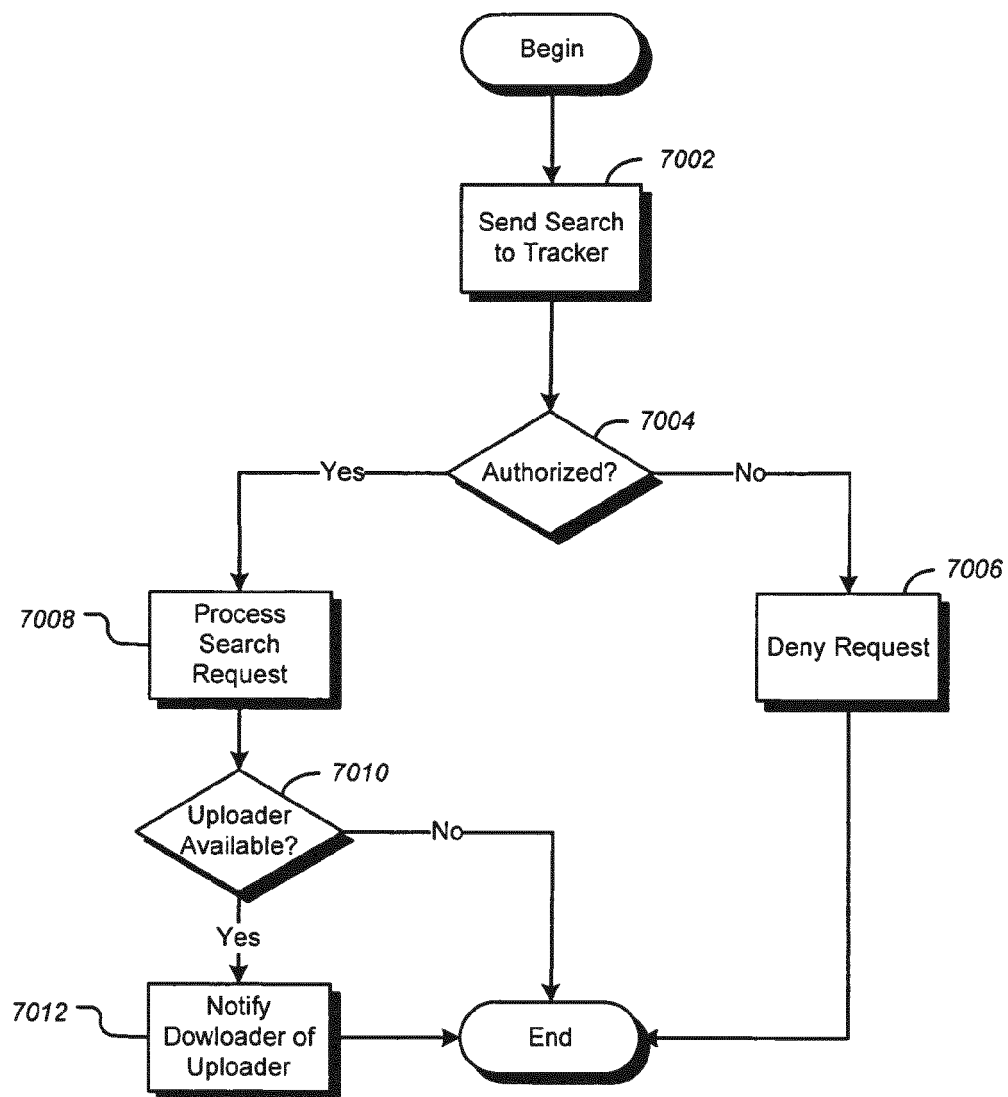 Begin
7002
Send Search
to Tracker
7004
Authorized?
Yes
No
7006
Deny Request
7008
Process
Search
Request
7010
Uploader
Available?
No
Yes
7012
Notify
Dowloader of
Uploader
End